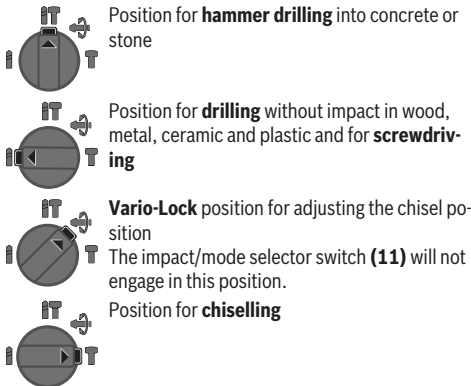 Position for hammer drilling into concrete or
stone
Position for drilling without impact in wood,
metal, ceramic and plastic and for screwdriv-
ing
Vario-Lock position for adjusting the chisel po-
sition
The impact/mode selector switch (11) will not
engage in this position.
Position for chiselling